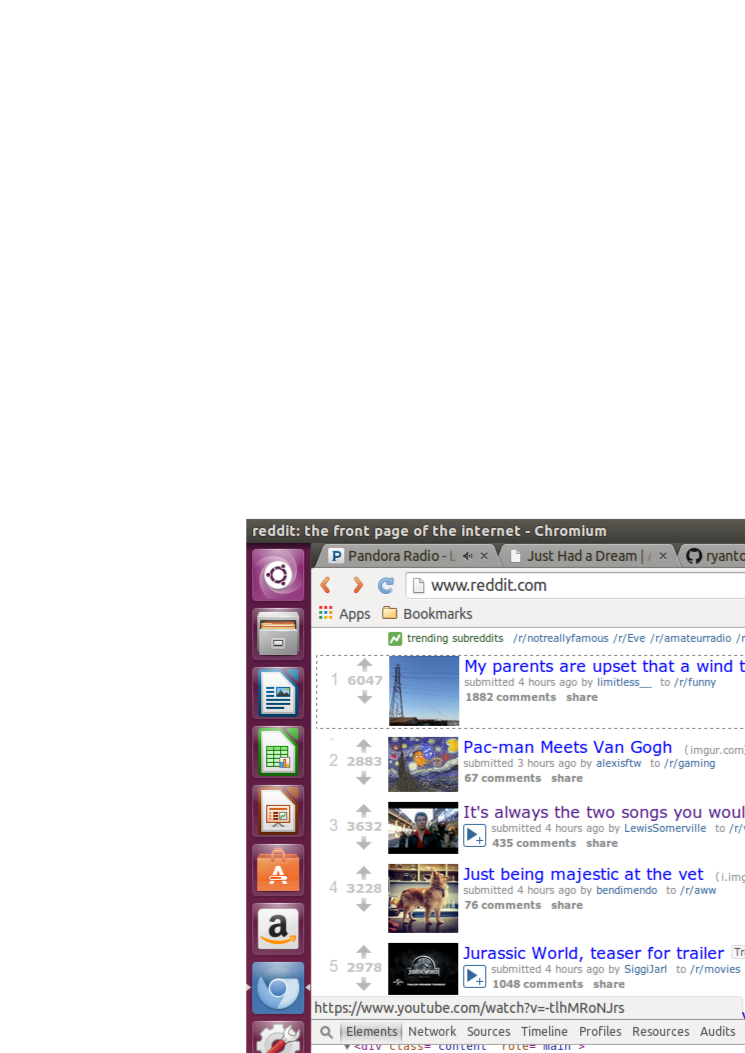 reddit: the front page of the internet - Chromium
Pandora Radio - L
Just Had a Dream | A
ryanto
www.reddit.com
Apps
Bookmarks
trending subreddits /r/notreallyfamous /r/Eve /r/amateurradio /r
1
6047
My parents are upset that a wind t
submitted 4 hours ago by limitless__ to /r/funny
1882 comments share
2
2883
Pac-man Meets Van Gogh (imgur.com)
submitted 3 hours ago by alexisftw to /r/gaming
67 comments share
3
3632
It's always the two songs you woul
submitted 4 hours ago by LewisSomerville to /r/v
435 comments share
4
3228
Just being majestic at the vet (i.img
submitted 4 hours ago by bendimendo to /r/aww
76 comments share
5
2978
Jurassic World, teaser for trailer Tra
submitted 4 hours ago by SiggiJarl to /r/movies
1048 comments share
https://www.youtube.com/watch?v=-tlhMRoNJrs
Elements Network Sources Timeline Profiles Resources Audits
<div class="content" role="main">